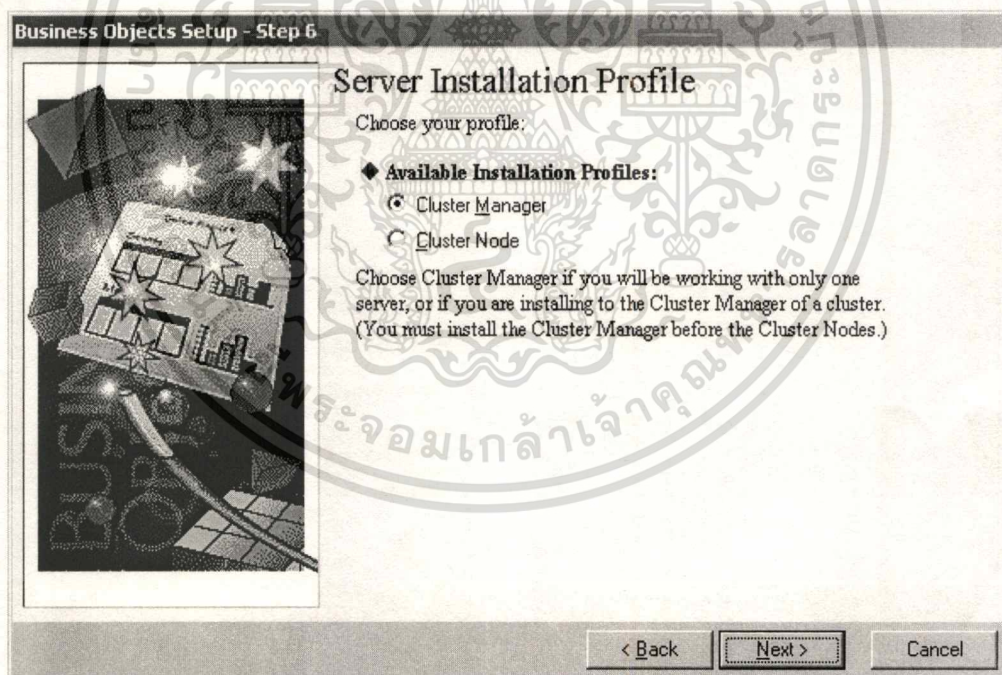 Business Objects Setup - Step 6
Server Installation Profile
Choose your profile:
Available Installation Profiles:
Cluster Manager
Cluster Node
Choose Cluster Manager if you will be working with only one
server, or if you are installing to the Cluster Manager of a cluster.
(You must install the Cluster Manager before the Cluster Nodes.)
< Back
Next >
Cancel
BUSIN
OBJ